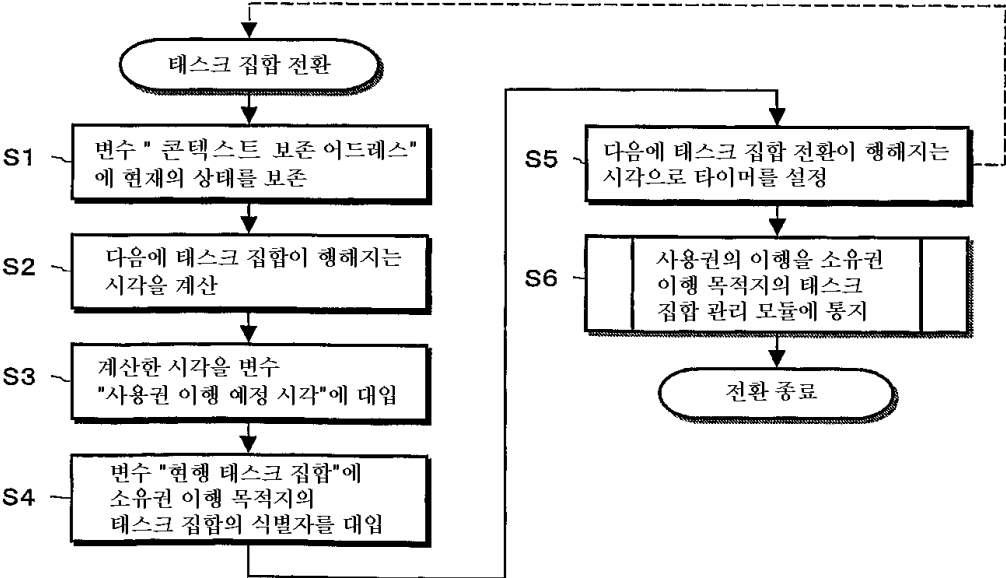 태스크 집합 전환
S1
변수 " 콘텍스트 보존 어드레스"
에 현재의 상태를 보존
S2
다음에 태스크 집합이 행해지는
시각을 계산
S3
계산한 시각을 변수
"사용권 이행 예정 시각"에 대입
S4
변수 "현행 태스크 집합"에
소유권 이행 목적지의
태스크 집합의 식별자를 대입
S5
다음에 태스크 집합 전환이 행해지는
시각으로 타이머를 설정
S6
사용권의 이행을 소유권
이행 목적지의 태스크
집합 관리 모듈에 통지
전환 종료